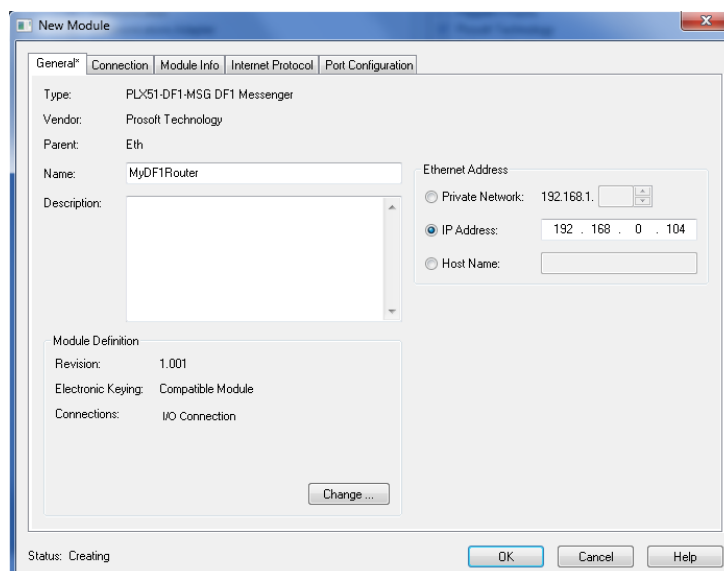 New Module
General* Connection Module Info Internet Protocol Port Configuration
Type: PLX51-DF1-MSG DF1 Messenger
Vendor: Prosoft Technology
Parent: Eth
Name: MyDF1Router
Description:
Ethernet Address
Private Network: 192.168.1.
IP Address: 192 . 168 . 0 . 104
Host Name:
Module Definition
Revision: 1.001
Electronic Keying: Compatible Module
Connections: I/O Connection
Change ...
Status: Creating
OK Cancel Help